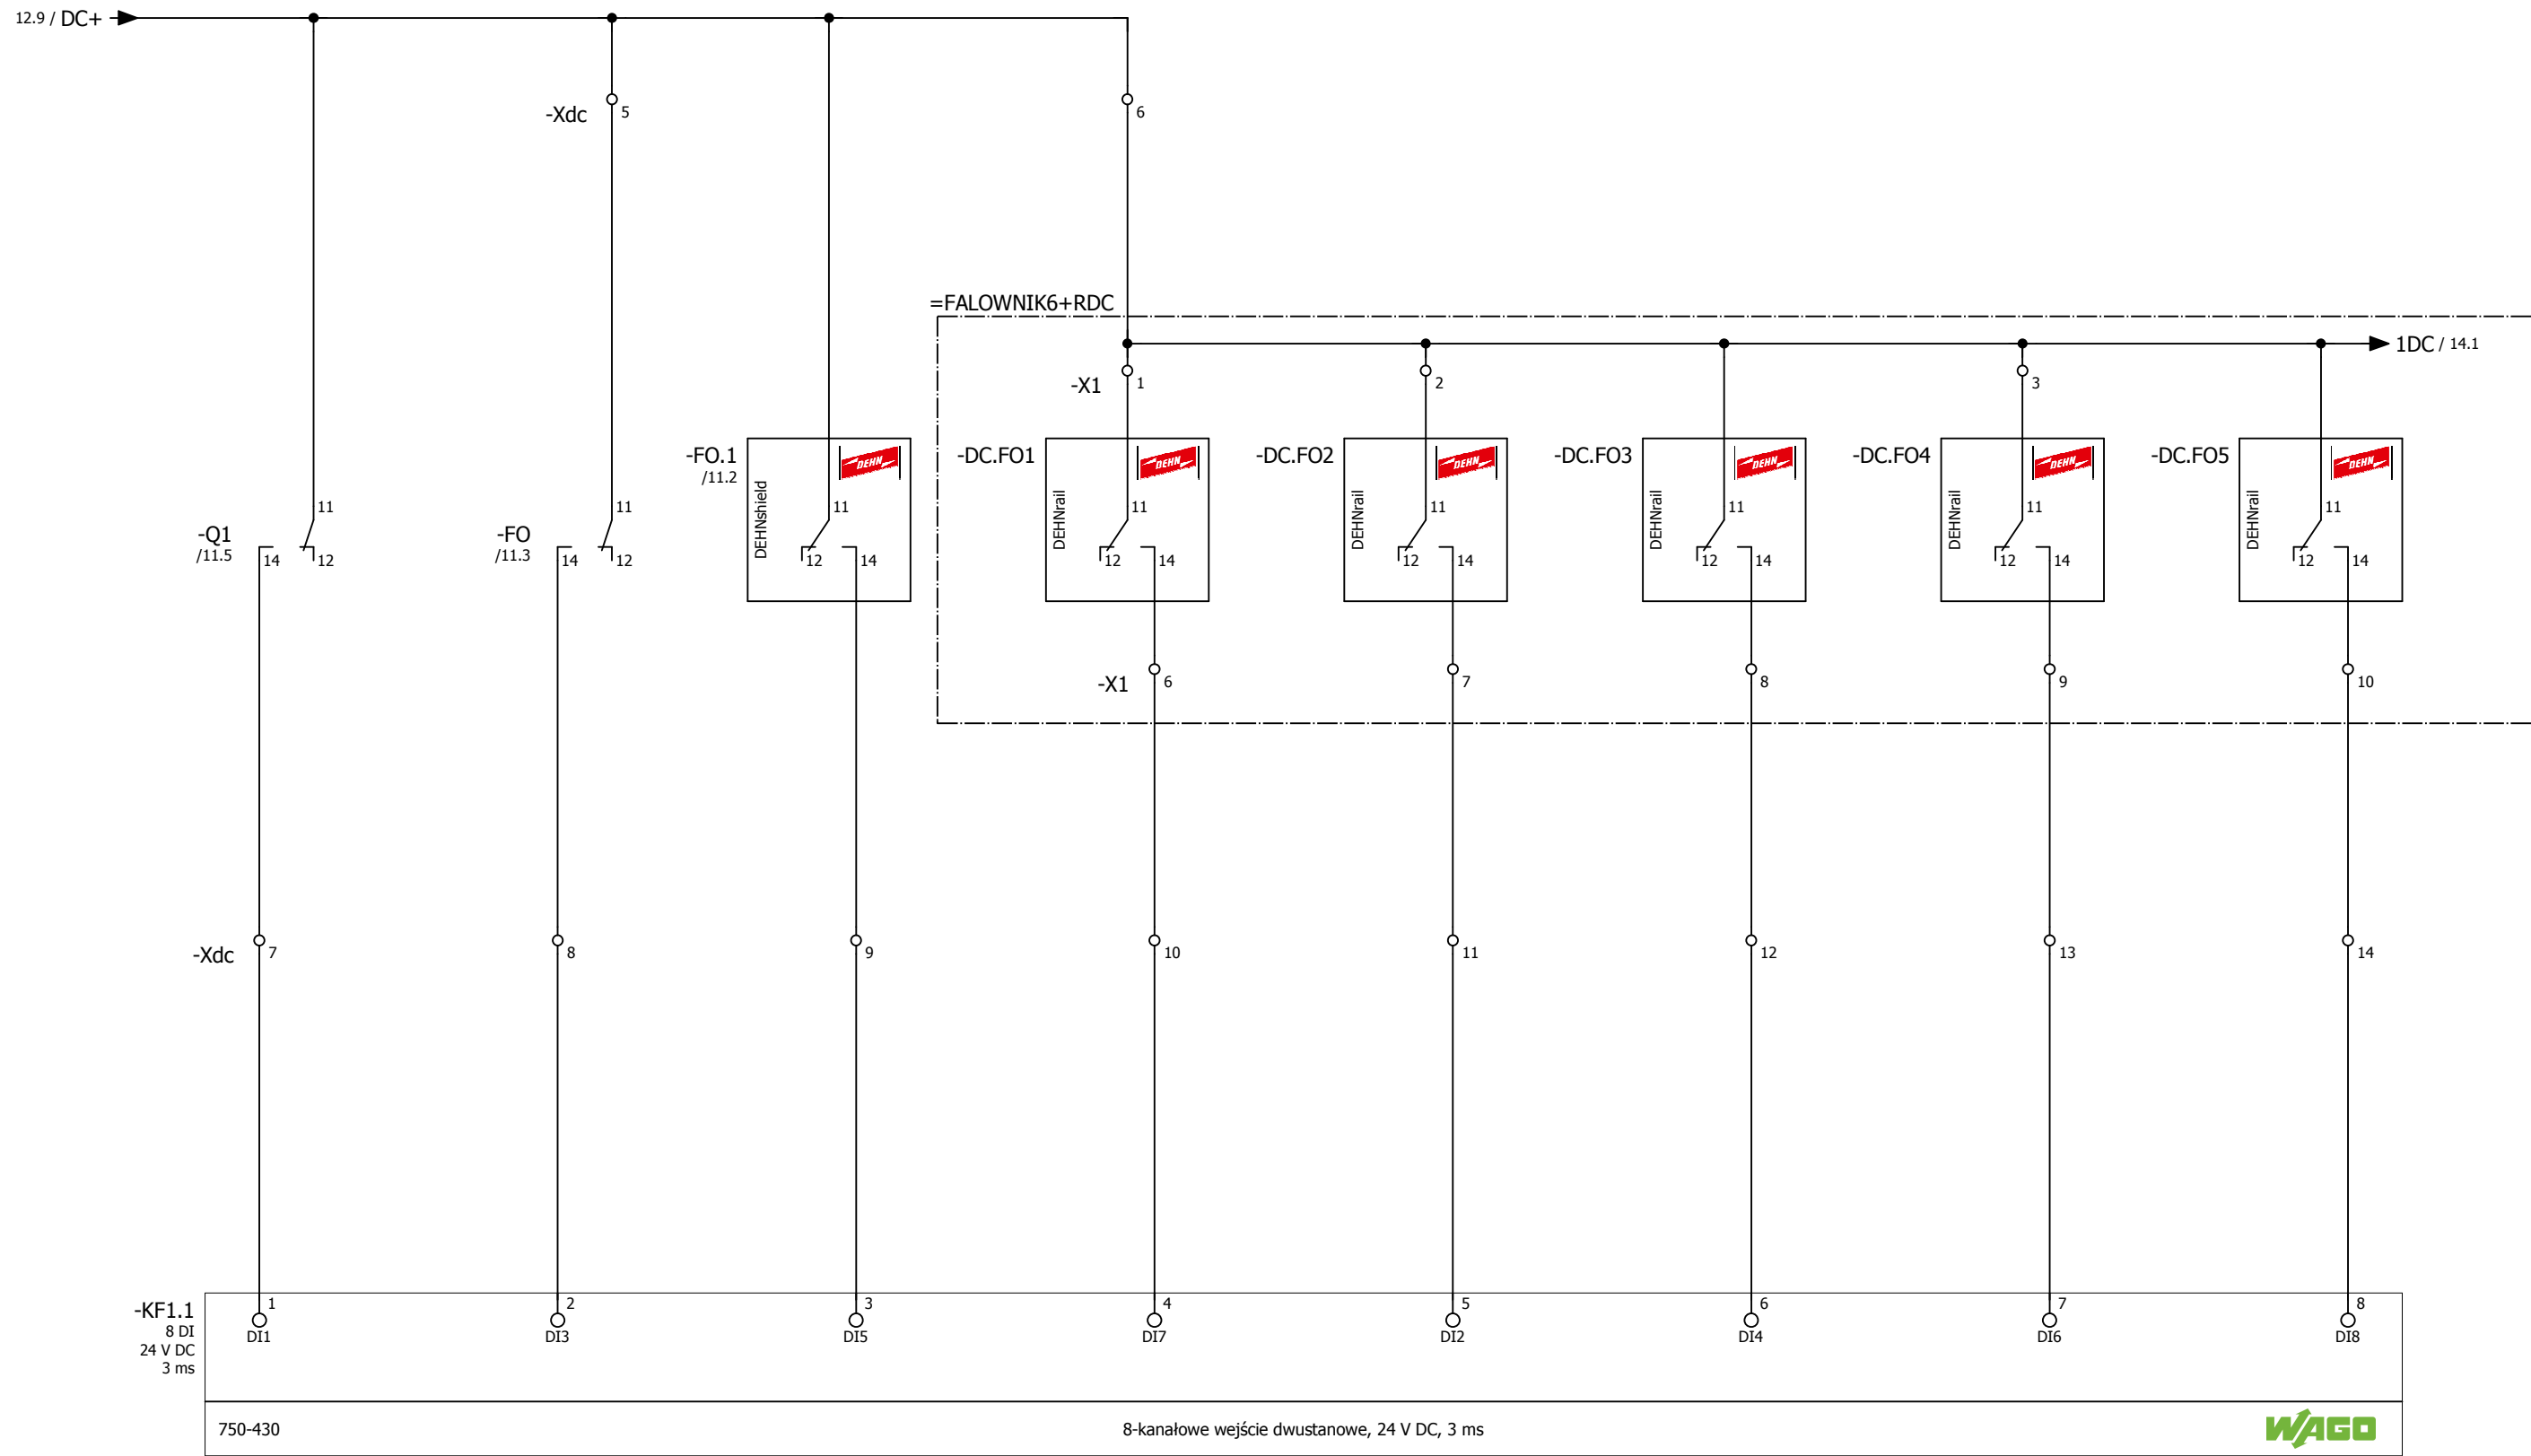 12.9 / DC+
-Xdc 5
6
=FALOWNIK6+RDC
1DC / 14.1
-X1 1 2 3
-FO.1 /11.2 DEHNshield DEHN 11 12 14
-DC.FO1 DEHNrail DEHN 11 12 14
-DC.FO2 DEHNrail DEHN 11 12 14
-DC.FO3 DEHNrail DEHN 11 12 14
-DC.FO4 DEHNrail DEHN 11 12 14
-DC.FO5 DEHNrail DEHN 11 12 14
-Q1 /11.5 11 14 12
-FO /11.3 11 14 12
-X1 6 7 8 9 10
-Xdc 7 8 9 10 11 12 13 14
-KF1.1 1 2 3 4 5 6 7 8
8 DI
DI1 DI3 DI5 DI7 DI2 DI4 DI6 DI8
24 V DC
3 ms
750-430 8-kanałowe wejście dwustanowe, 24 V DC, 3 ms WAGO